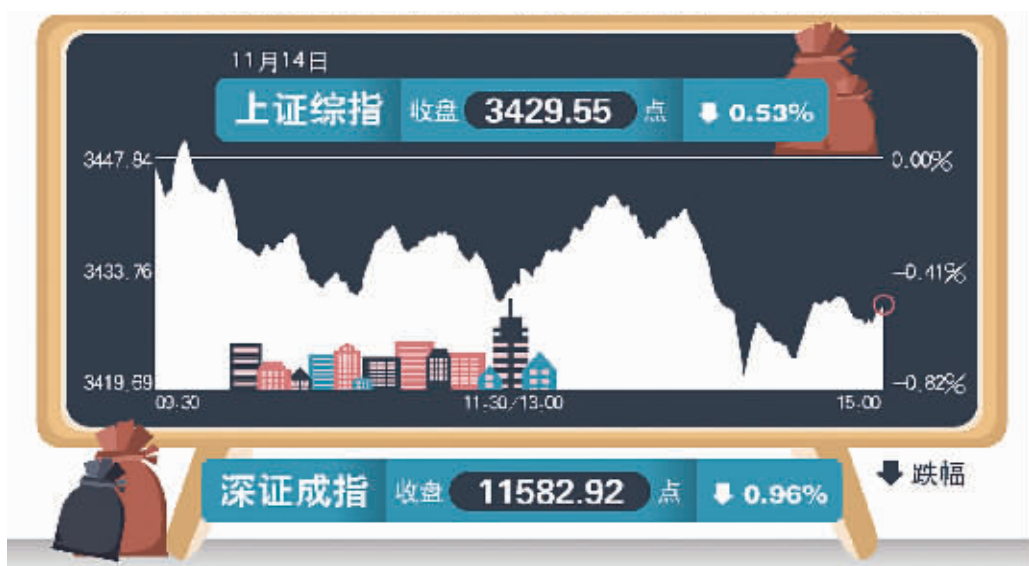 11月14日
上证综指 收盘 3429.55 点 0.53%
3447.84 0.00%
3433.76 -0.41%
3419.69 -0.82%
09:30 11:30/13:00 15:00
深证成指 收盘 11582.92 点 0.96%
跌幅